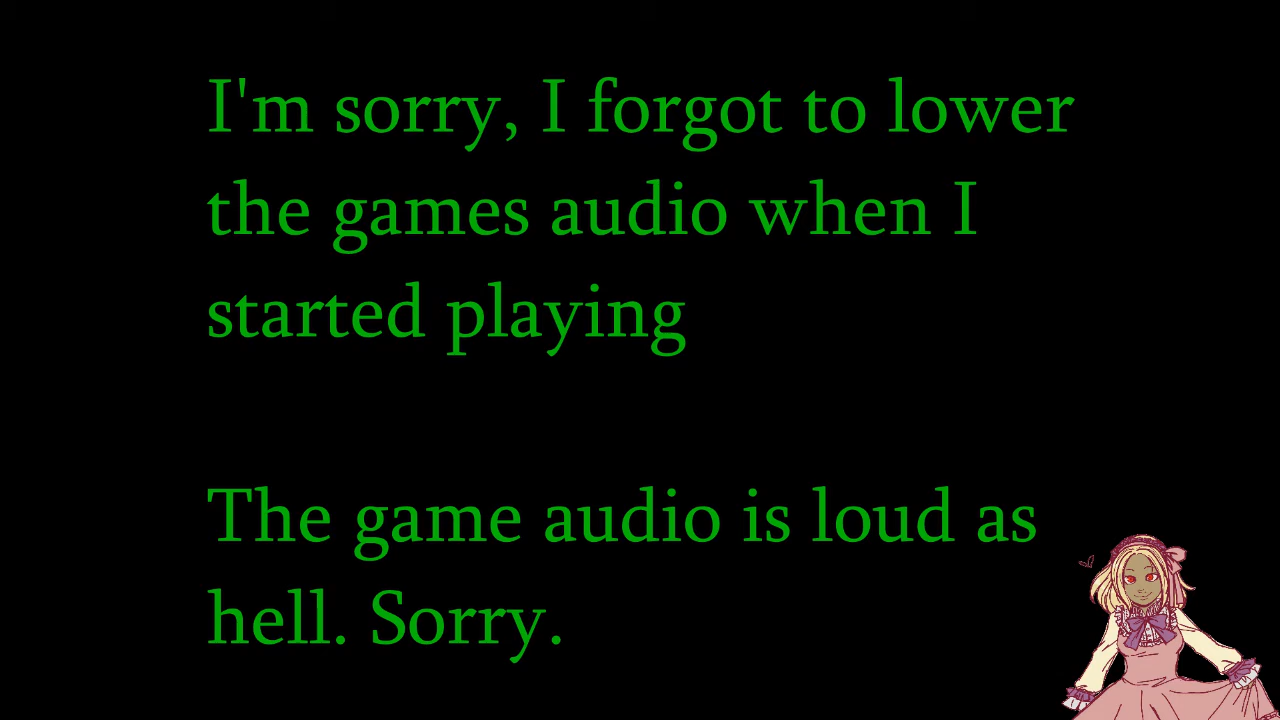 I'm sorry, I forgot to lower
the games audio when I
started playing
The game audio is loud as
hell. Sorry.